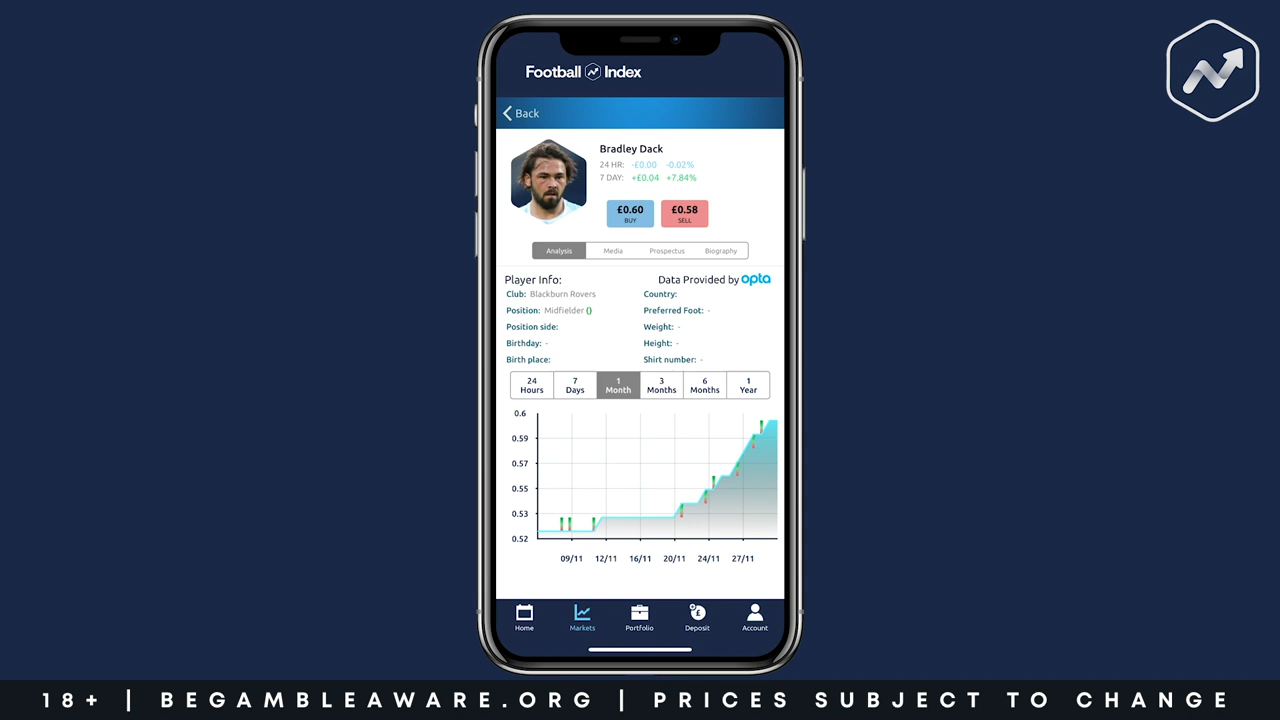 Football Index
Back
Bradley Dack
24 HR: -£0.00 -0.02%
7 DAY: +£0.04 +7.84%
£0.60 £0.58
BUY SELL
Analysis Media Prospectus Biography
Player Info: Data Provided by opta
Club: Blackburn Rovers Country:
Position: Midfielder () Preferred Foot: -
Position side: Weight: -
Birthday: - Height: -
Birth place: Shirt number: -
24 7 1 3 6 1
Hours Days Month Months Months Year
0.6
0.59
0.57
0.55
0.53
0.52
09/11 12/11 16/11 20/11 24/11 27/11
Home Markets Portfolio Deposit Account
18+ | BEGAMBLEAWARE.ORG | PRICES SUBJECT TO CHANGE